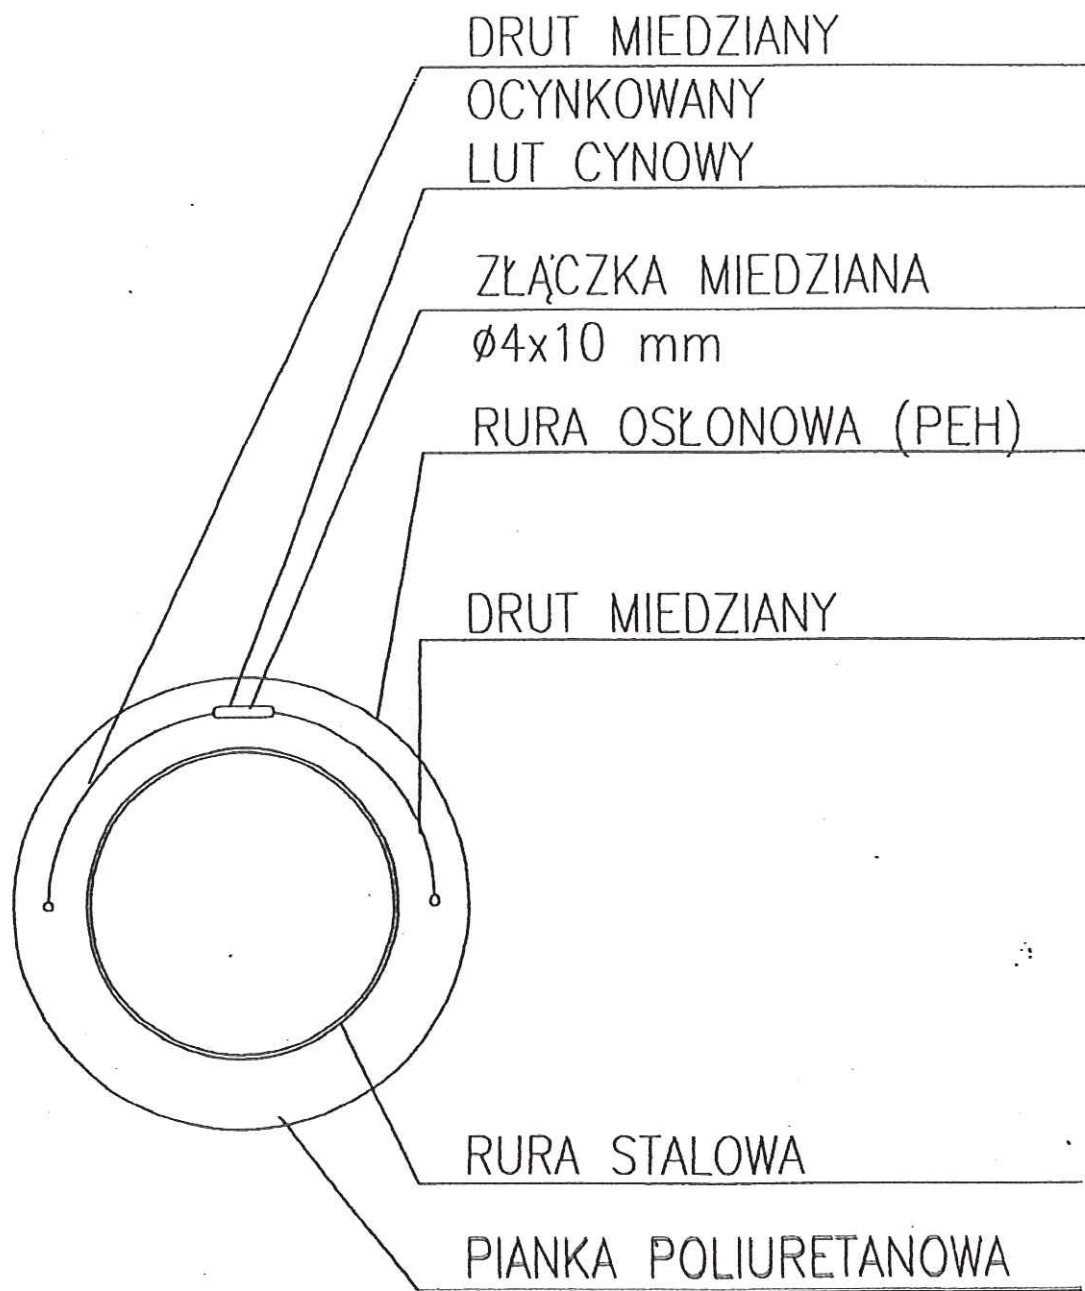 DRUT MIEDZIANY
OCYNKOWANY
LUT CYNOWY
ZŁĄCZKA MIEDZIANA
ø4x10 mm
RURA OSŁONOWA (PEH)
DRUT MIEDZIANY
RURA STALOWA
PIANKA POLIURETANOWA